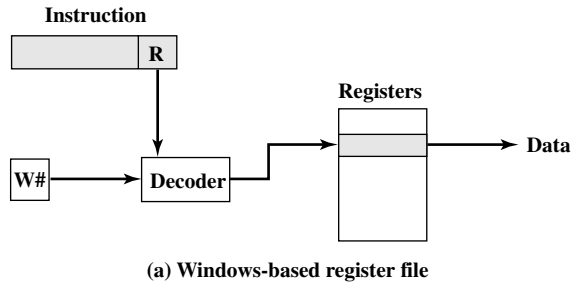 Instruction
R
Registers
Data
W#
Decoder
(a) Windows-based register file